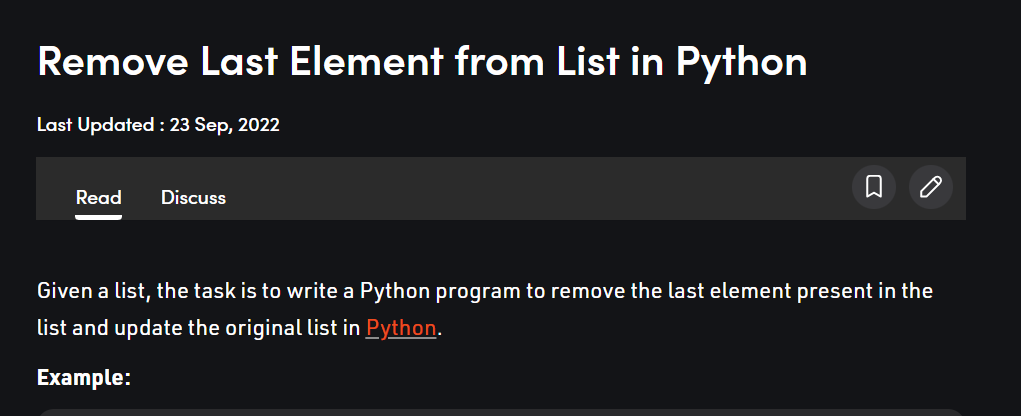 Remove Last Element from List in Python
Last Updated : 23 Sep, 2022
Read Discuss
Given a list, the task is to write a Python program to remove the last element present in the
list and update the original list in Python.
Example: